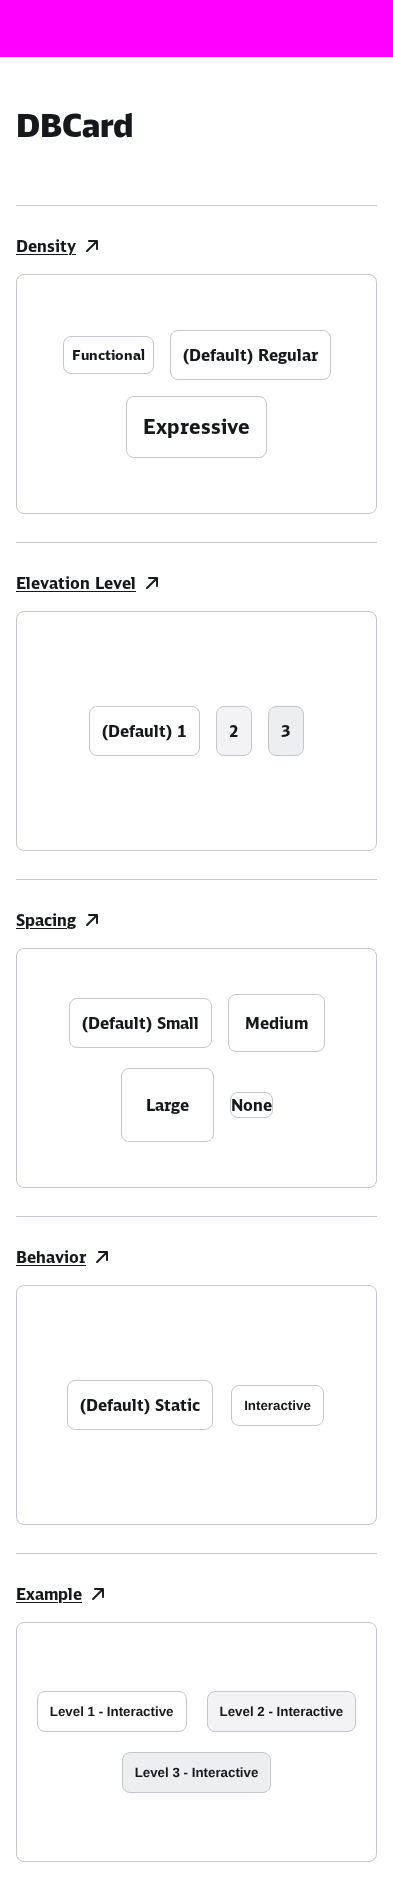 DBCard
Density
Functional
(Default) Regular
Expressive
Elevation Level
(Default) 1
2
3
Spacing
(Default) Small
Medium
Large
None
Behavior
(Default) Static
Interactive
Example
Level 1 - Interactive
Level 2 - Interactive
Level 3 - Interactive